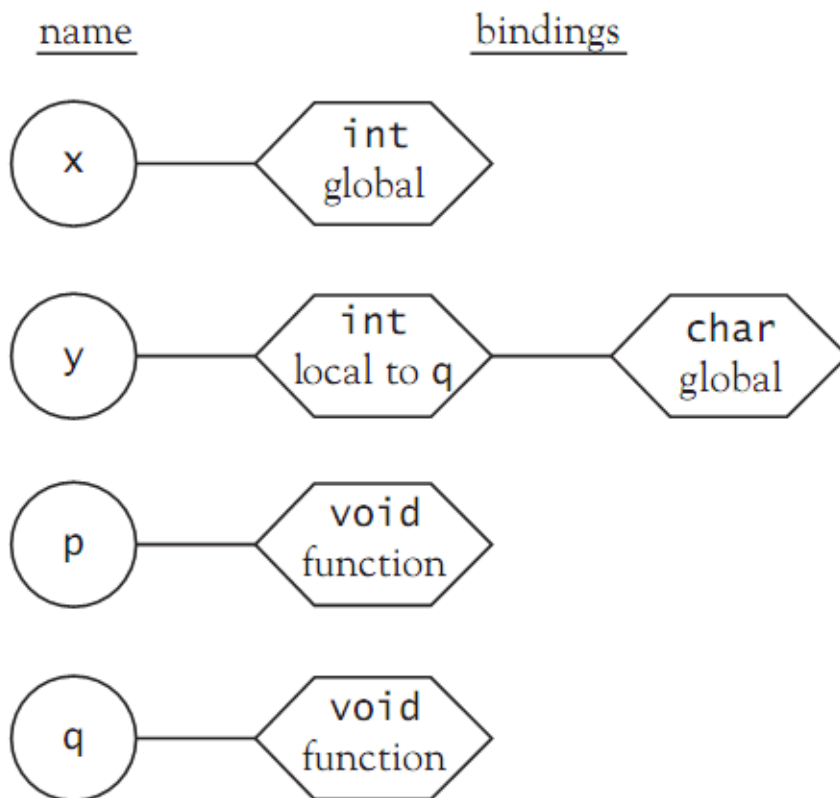 name bindings
x int
global
y int
local to q char
global
p void
function
q void
function